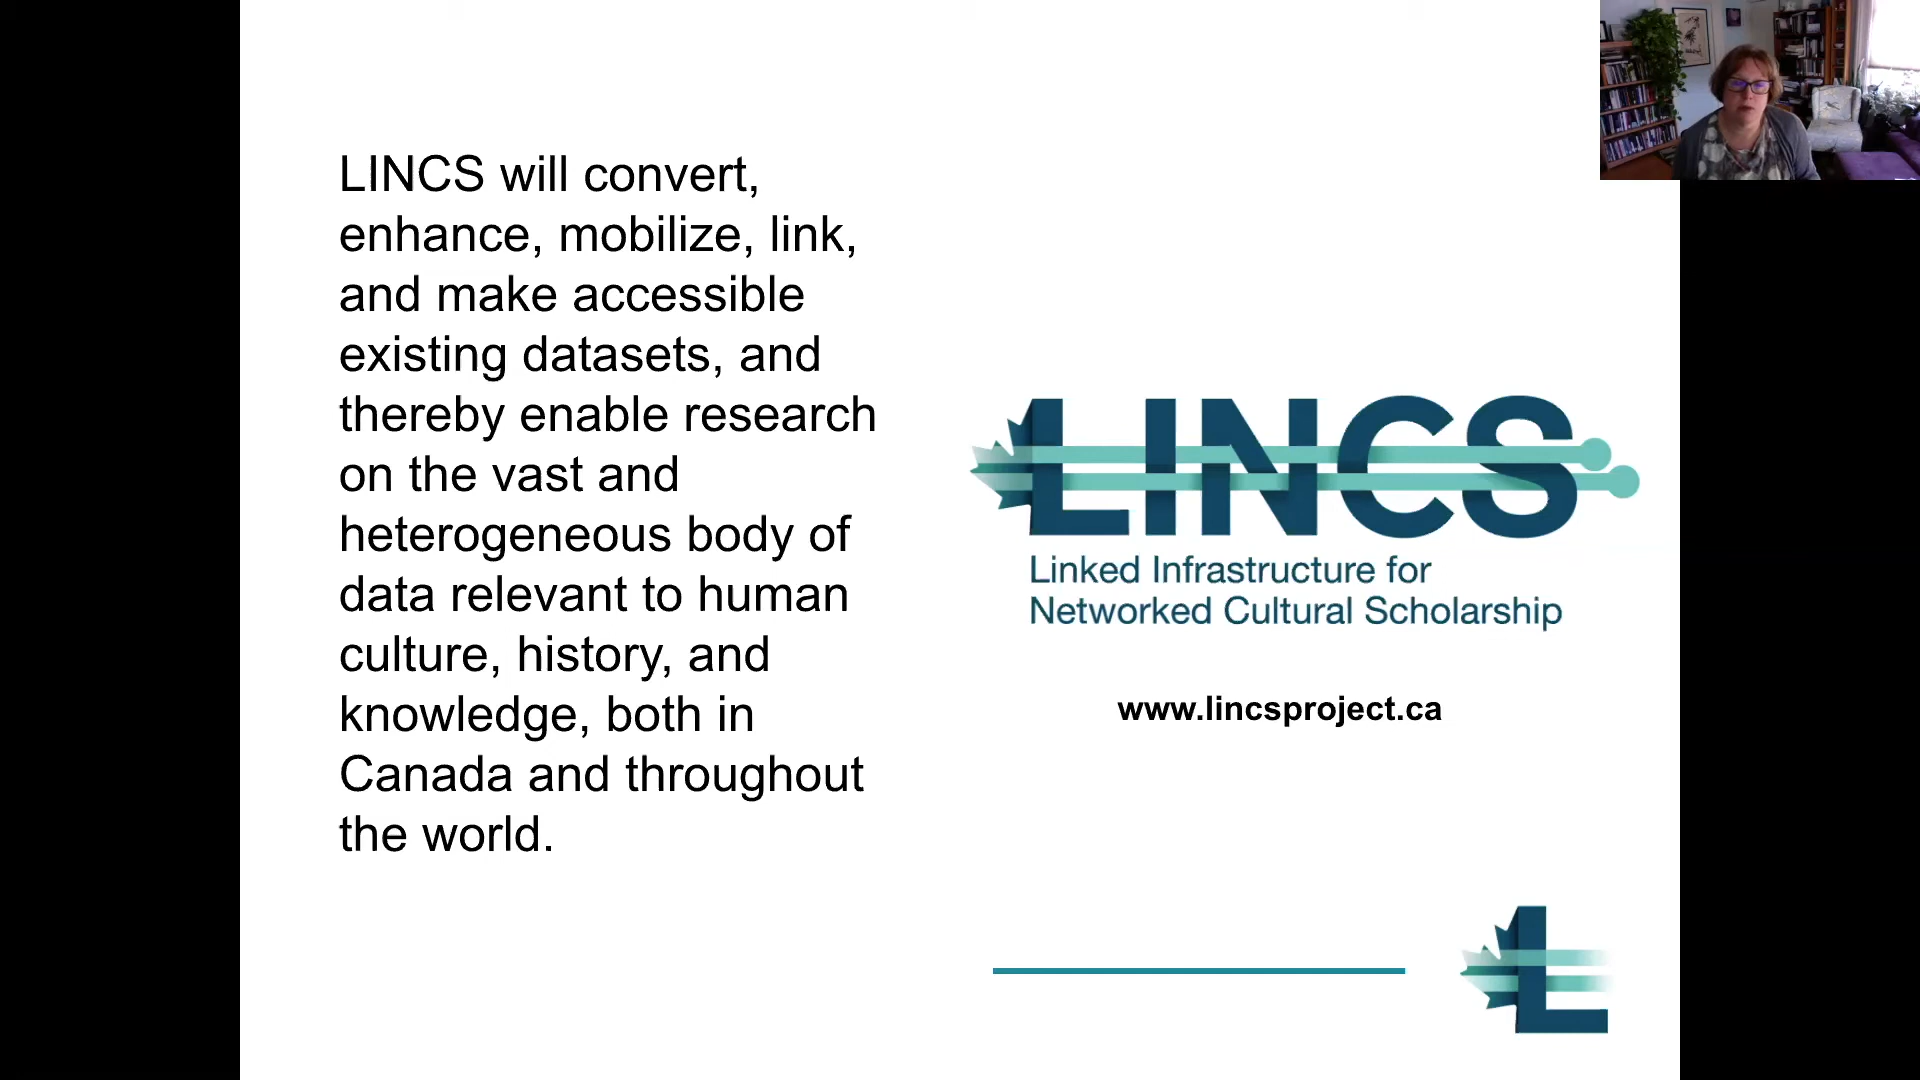 LINCS will convert,
enhance, mobilize, link,
and make accessible
existing datasets, and
thereby enable research
on the vast and
heterogeneous body of
data relevant to human
culture, history, and
knowledge, both in
Canada and throughout
the world.
LINCS
Linked Infrastructure for
Networked Cultural Scholarship
www.lincsproject.ca
L